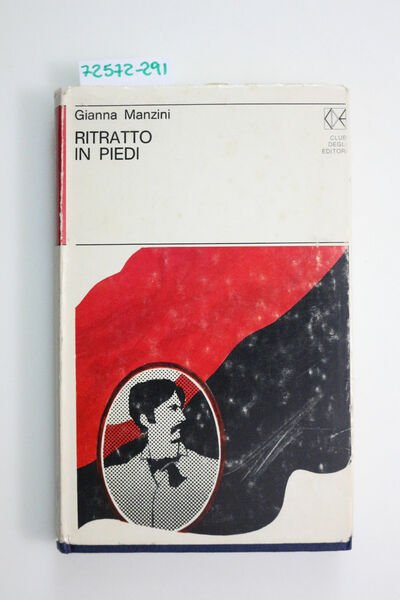 72572-291
Gianna Manzini
RITRATTO
IN PIEDI
CLUB
DEGLI
EDITORI